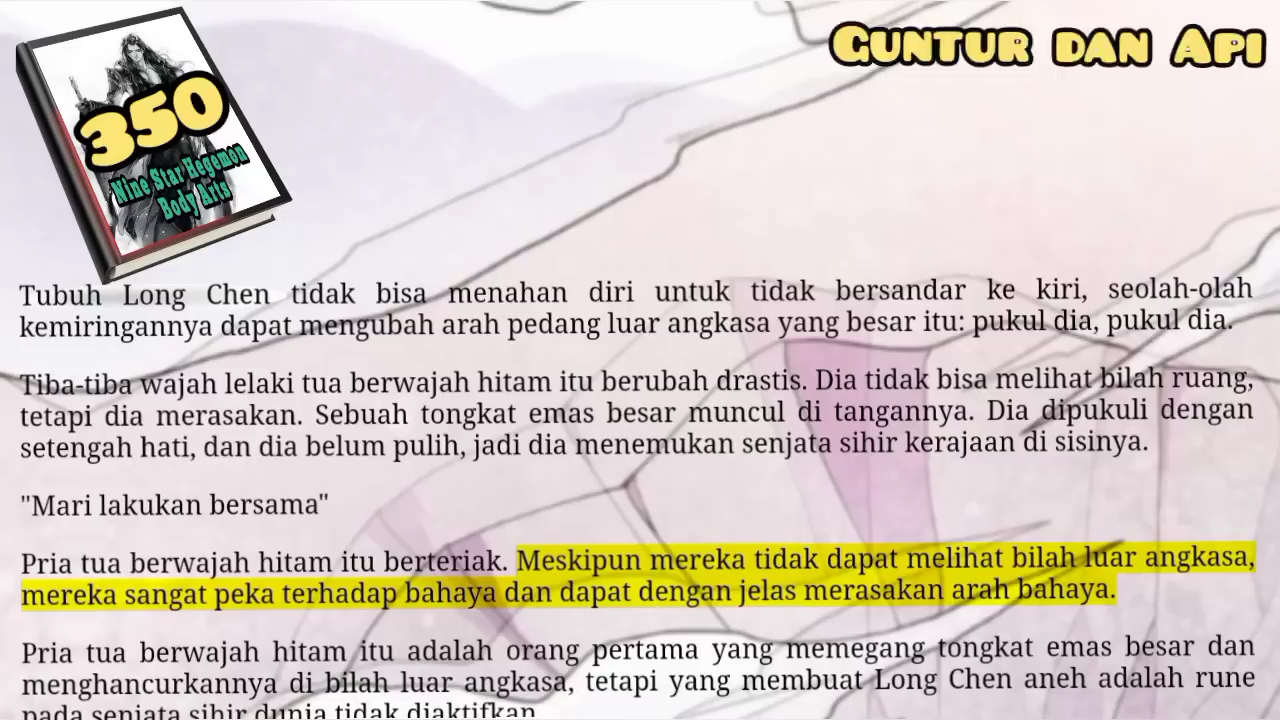 Guntur dan Api
350
Nine Star Hegemon
Body Arts
Tubuh Long Chen tidak bisa menahan diri untuk tidak bersandar ke kiri, seolah-olah
kemiringannya dapat mengubah arah pedang luar angkasa yang besar itu: pukul dia, pukul dia.
Tiba-tiba wajah lelaki tua berwajah hitam itu berubah drastis. Dia tidak bisa melihat bilah ruang,
tetapi dia merasakan. Sebuah tongkat emas besar muncul di tangannya. Dia dipukuli dengan
setengah hati, dan dia belum pulih, jadi dia menemukan senjata sihir kerajaan di sisinya.
"Mari lakukan bersama"
Pria tua berwajah hitam itu berteriak. Meskipun mereka tidak dapat melihat bilah luar angkasa,
mereka sangat peka terhadap bahaya dan dapat dengan jelas merasakan arah bahaya.
Pria tua berwajah hitam itu adalah orang pertama yang memegang tongkat emas besar dan
menghancurkannya di bilah luar angkasa, tetapi yang membuat Long Chen aneh adalah rune
pada senjata sihir dunia tidak diaktifkan.